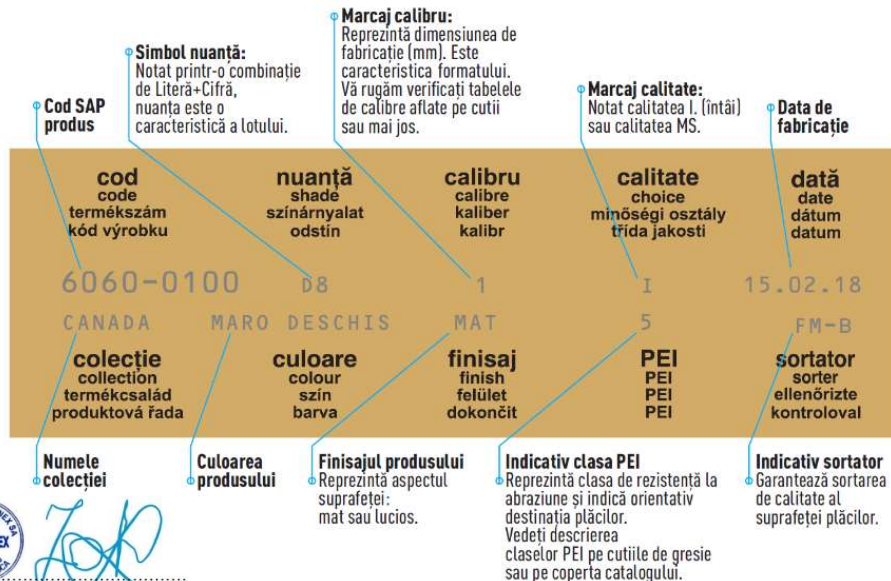 Marcaj calibru:
Reprezintă dimensiunea de
fabricație (mm). Este
caracteristica formatului.
Vă rugăm verificați tabelele
de calibre aflate pe cutii
sau mai jos.
Simbol nuanță:
Notat printr-o combinație
de Literă+Cifră,
nuanța este o
caracteristică a lotului.
Marcaj calitate:
Notat calitatea I. (întâi)
sau calitatea MS.
Cod SAP
produs
Data de
fabricație
cod
code
termékszám
kód výrobku
nuanță
shade
színárnyalat
odstín
calibru
calibre
kaliber
kalibr
calitate
choice
minőségi osztály
třída jakosti
dată
date
dátum
datum
6060-0100 D8 1 I 15.02.18
CANADA MARO DESCHIS MAT 5 FM-B
colecție
collection
termékcsalád
produktová řada
culoare
colour
szín
barva
finisaj
finish
felület
dokončit
PEI
PEI
PEI
PEI
sortator
sorter
ellenőrizte
kontroloval
Numele
colecției
Culoarea
produsului
Finisajul produsului
Reprezintă aspectul
suprafeței:
mat sau lucios.
Indicativ clasa PEI
Reprezintă clasa de rezistență la
abraziune și indică orientativ
destinația plăcilor.
Vedeți descrierea
claselor PEI pe cutiile de gresie
sau pe coperta catalogului.
Indicativ sortator
Garantează sortarea
de calitate al
suprafeței plăcilor.